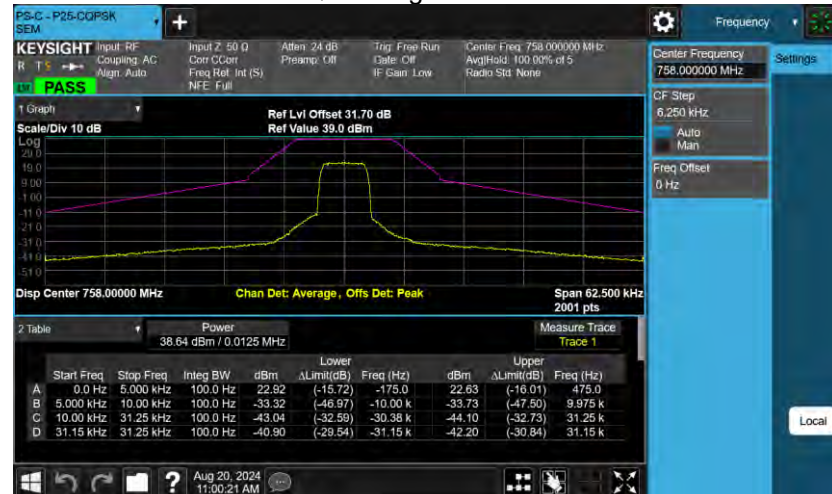 PS-C - P25-CQPSK
SEM
Frequency
KEYSIGHT
Input: RF
Coupling: AC
Align: Auto
Input Z: 50 Ω
Corr CCorr
Freq Ref: Int (S)
NFE: Full
Atten: 24 dB
Preamp: Off
Trig: Free Run
Gate: Off
IF Gain: Low
Center Freq: 758.000000 MHz
Avg|Hold: 100.00% of 5
Radio Std: None
R T
PASS
Center Frequency
758.000000 MHz
Settings
CF Step
6.250 kHz
Auto
Man
Freq Offset
0 Hz
1 Graph
Scale/Div 10 dB
Ref Lvl Offset 31.70 dB
Ref Value 39.0 dBm
Log
29.0
19.0
9.00
-1.00
-11.0
-21.0
-31.0
-41.0
-51.0
Disp Center 758.00000 MHz
Chan Det: Average, Offs Det: Peak
Span 62.500 kHz
2001 pts
2 Table
Power
38.64 dBm / 0.0125 MHz
Measure Trace
Trace 1
Lower Upper
Start Freq Stop Freq Integ BW dBm ΔLimit(dB) Freq (Hz) dBm ΔLimit(dB) Freq (Hz)
A 0.0 Hz 5.000 kHz 100.0 Hz 22.92 (-15.72) -175.0 22.63 (-16.01) 475.0
B 5.000 kHz 10.00 kHz 100.0 Hz -33.32 (-46.97) -10.00 k -33.73 (-47.50) 9.975 k
C 10.00 kHz 31.25 kHz 100.0 Hz -43.04 (-32.59) -30.38 k -44.10 (-32.73) 31.25 k
D 31.15 kHz 31.25 kHz 100.0 Hz -40.90 (-29.54) -31.15 k -42.20 (-30.84) 31.15 k
Local
Aug 20, 2024
11:00:21 AM